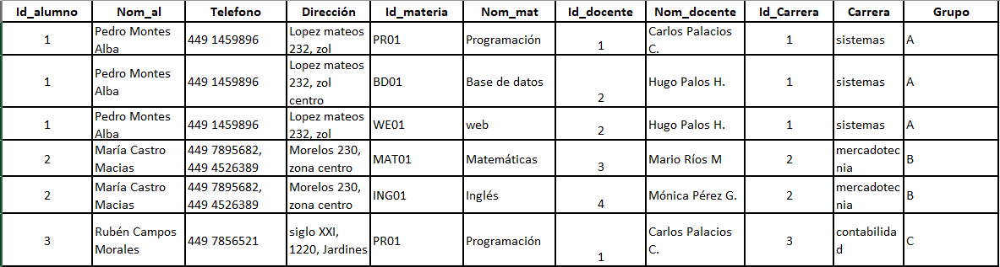 Id_alumno Nom_al Telefono Dirección Id_materia Nom_mat Id_docente Nom_docente Id_Carrera Carrera Grupo
1 Pedro Montes Alba 449 1459896 Lopez mateos 232, zol PR01 Programación 1 Carlos Palacios C. 1 sistemas A
1 Pedro Montes Alba 449 1459896 Lopez mateos 232, zol centro BD01 Base de datos 2 Hugo Palos H. 1 sistemas A
1 Pedro Montes Alba 449 1459896 Lopez mateos 232, zol WE01 web 2 Hugo Palos H. 1 sistemas A
2 María Castro Macias 449 7895682, 449 4526389 Morelos 230, zona centro MAT01 Matemáticas 3 Mario Ríos M 2 mercadotecnia B
2 María Castro Macias 449 7895682, 449 4526389 Morelos 230, zona centro ING01 Inglés 4 Mónica Pérez G. 2 mercadotecnia B
3 Rubén Campos Morales 449 7856521 siglo XXI, 1220, Jardines PR01 Programación 1 Carlos Palacios C. 3 contabilidad C